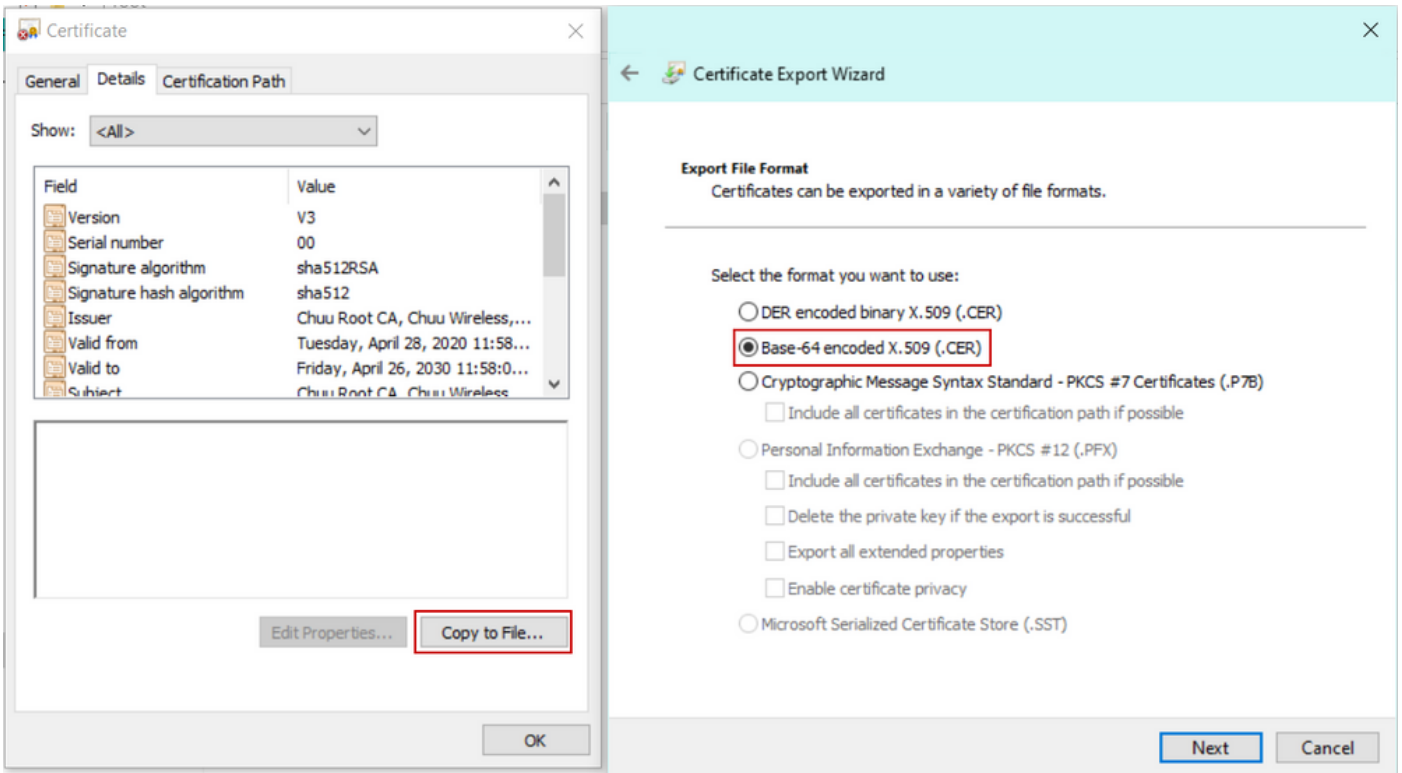 Certificate
General Details Certification Path
Show: <All>
Field Value
Version V3
Serial number 00
Signature algorithm sha512RSA
Signature hash algorithm sha512
Issuer Chuu Root CA, Chuu Wireless,...
Valid from Tuesday, April 28, 2020 11:58...
Valid to Friday, April 26, 2030 11:58:0...
Subject Chuu Root CA, Chuu Wireless
Edit Properties... Copy to File...
OK
Certificate Export Wizard
Export File Format
Certificates can be exported in a variety of file formats.
Select the format you want to use:
DER encoded binary X.509 (.CER)
Base-64 encoded X.509 (.CER)
Cryptographic Message Syntax Standard - PKCS #7 Certificates (.P7B)
Include all certificates in the certification path if possible
Personal Information Exchange - PKCS #12 (.PFX)
Include all certificates in the certification path if possible
Delete the private key if the export is successful
Export all extended properties
Enable certificate privacy
Microsoft Serialized Certificate Store (.SST)
Next Cancel